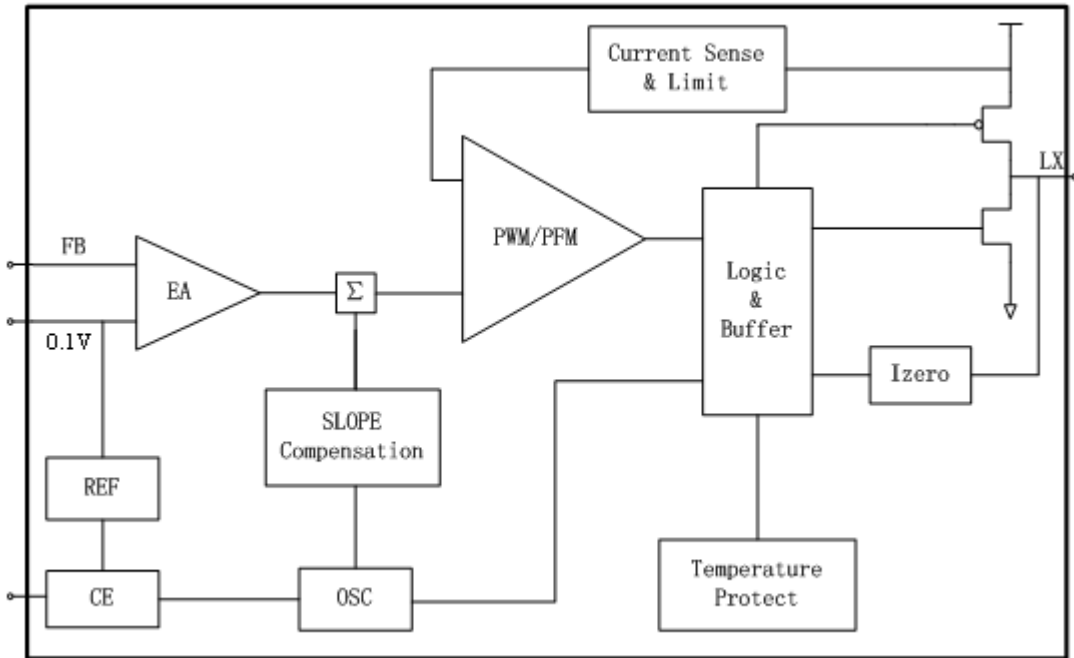 Current Sense
& Limit
LX
FB
EA
Σ
PWM/PFM
Logic
&
Buffer
0.1V
Izero
SLOPE
Compensation
REF
CE
OSC
Temperature
Protect